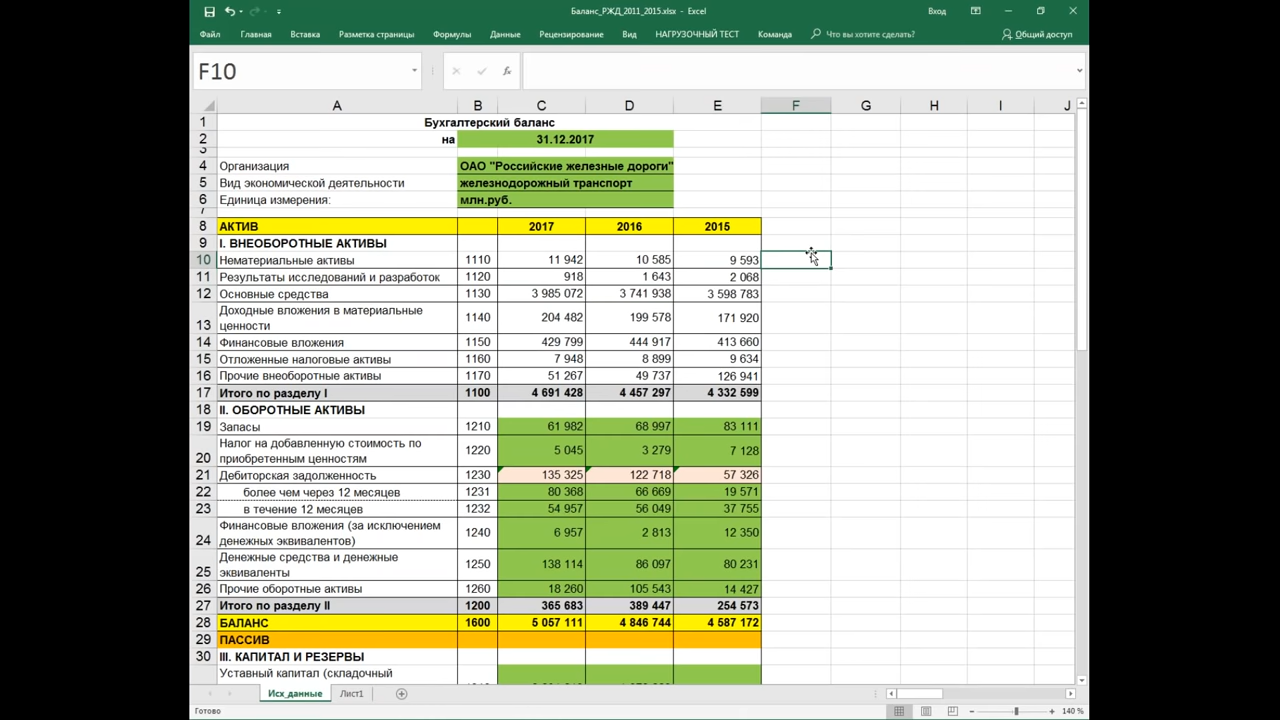 Баланс_РЖД_2011_2015.xlsx - Excel
Вход
Файл Главная Вставка Разметка страницы Формулы Данные Рецензирование Вид НАГРУЗОЧНЫЙ ТЕСТ Команда Что вы хотите сделать? Общий доступ
F10 fx
A B C D E F G H I J
1 Бухгалтерский баланс
2 на 31.12.2017
3
4 Организация ОАО "Российские железные дороги"
5 Вид экономической деятельности железнодорожный транспорт
6 Единица измерения: млн.руб.
7
8 АКТИВ 2017 2016 2015
9 I. ВНЕОБОРОТНЫЕ АКТИВЫ
10 Нематериальные активы 1110 11 942 10 585 9 593
11 Результаты исследований и разработок 1120 918 1 643 2 068
12 Основные средства 1130 3 985 072 3 741 938 3 598 783
Доходные вложения в материальные
13 ценности 1140 204 482 199 578 171 920
14 Финансовые вложения 1150 429 799 444 917 413 660
15 Отложенные налоговые активы 1160 7 948 8 899 9 634
16 Прочие внеоборотные активы 1170 51 267 49 737 126 941
17 Итого по разделу I 1100 4 691 428 4 457 297 4 332 599
18 II. ОБОРОТНЫЕ АКТИВЫ
19 Запасы 1210 61 982 68 997 83 111
Налог на добавленную стоимость по
20 приобретенным ценностям 1220 5 045 3 279 7 128
21 Дебиторская задолженность 1230 135 325 122 718 57 326
22 более чем через 12 месяцев 1231 80 368 66 669 19 571
23 в течение 12 месяцев 1232 54 957 56 049 37 755
Финансовые вложения (за исключением
24 денежных эквивалентов) 1240 6 957 2 813 12 350
Денежные средства и денежные
25 эквиваленты 1250 138 114 86 097 80 231
26 Прочие оборотные активы 1260 18 260 105 543 14 427
27 Итого по разделу II 1200 365 683 389 447 254 573
28 БАЛАНС 1600 5 057 111 4 846 744 4 587 172
29 ПАССИВ
30 III. КАПИТАЛ И РЕЗЕРВЫ
Уставный капитал (складочный
Исх_данные Лист1
Готово 140 %